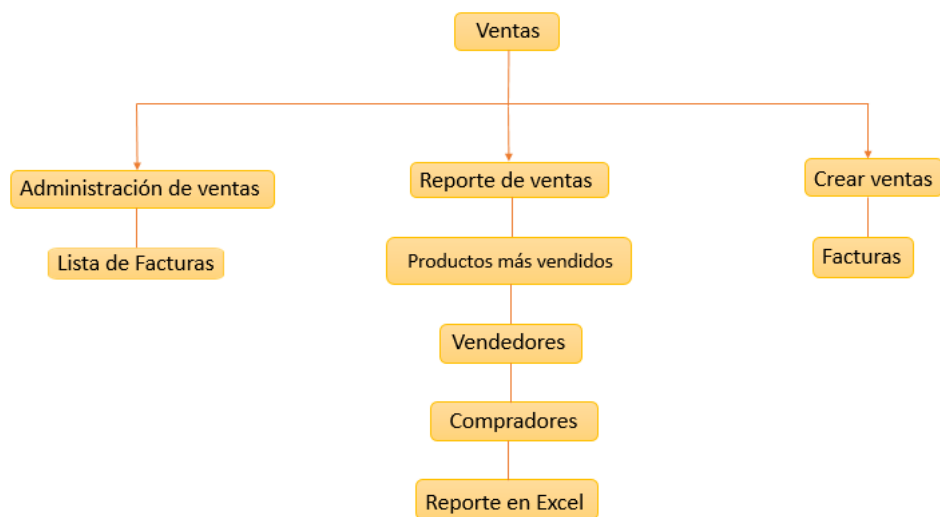 Ventas
Administración de ventas
Lista de Facturas
Reporte de ventas
Productos más vendidos
Vendedores
Compradores
Reporte en Excel
Crear ventas
Facturas